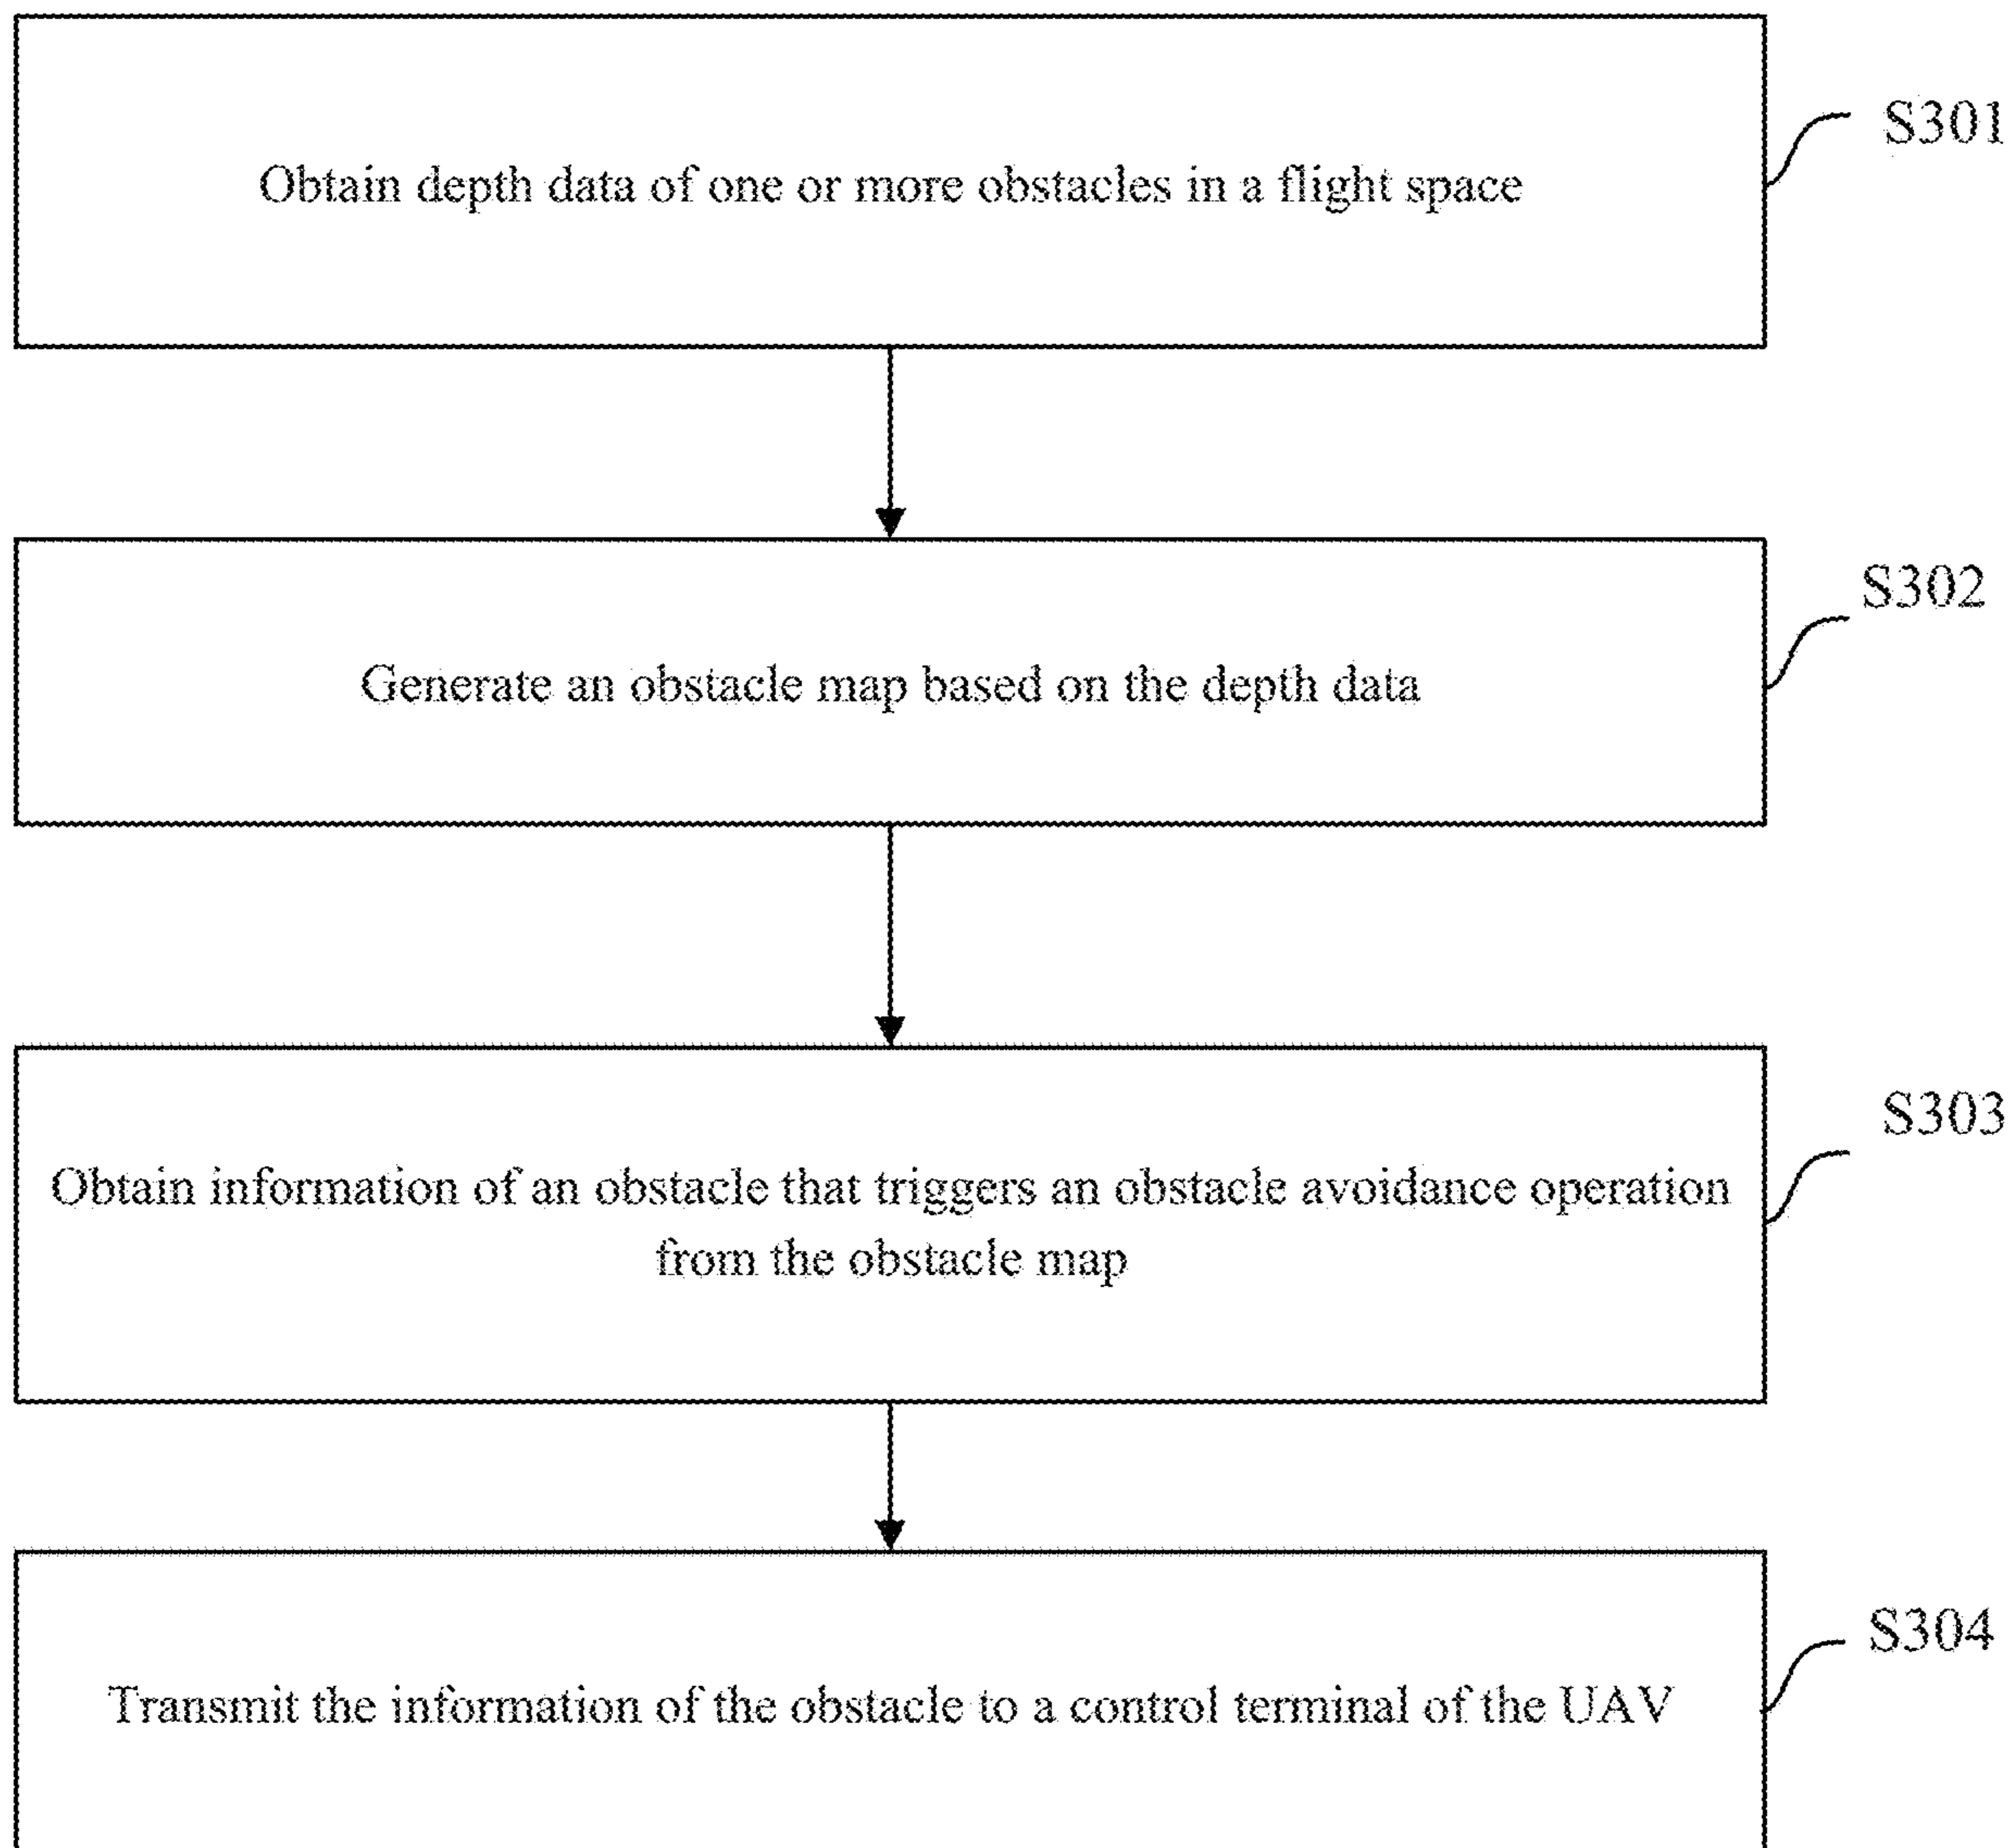 Obtain depth data of one or more obstacles in a flight space
S301
Generate an obstacle map based on the depth data
S302
Obtain information of an obstacle that triggers an obstacle avoidance operation
from the obstacle map
S303
Transmit the information of the obstacle to a control terminal of the UAV
S304